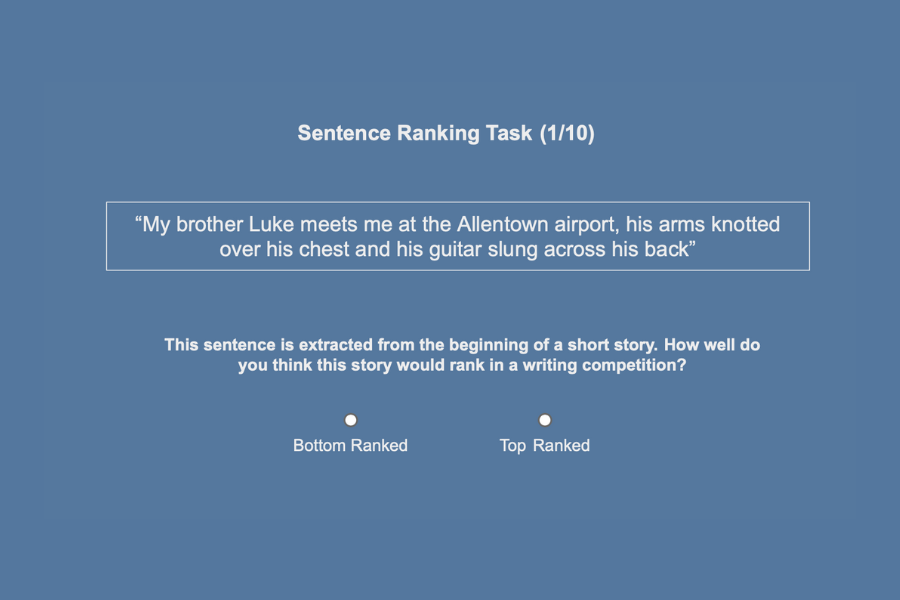 Sentence Ranking Task (1/10)
“My brother Luke meets me at the Allentown airport, his arms knotted
over his chest and his guitar slung across his back”
This sentence is extracted from the beginning of a short story. How well do
you think this story would rank in a writing competition?
Bottom Ranked
Top Ranked